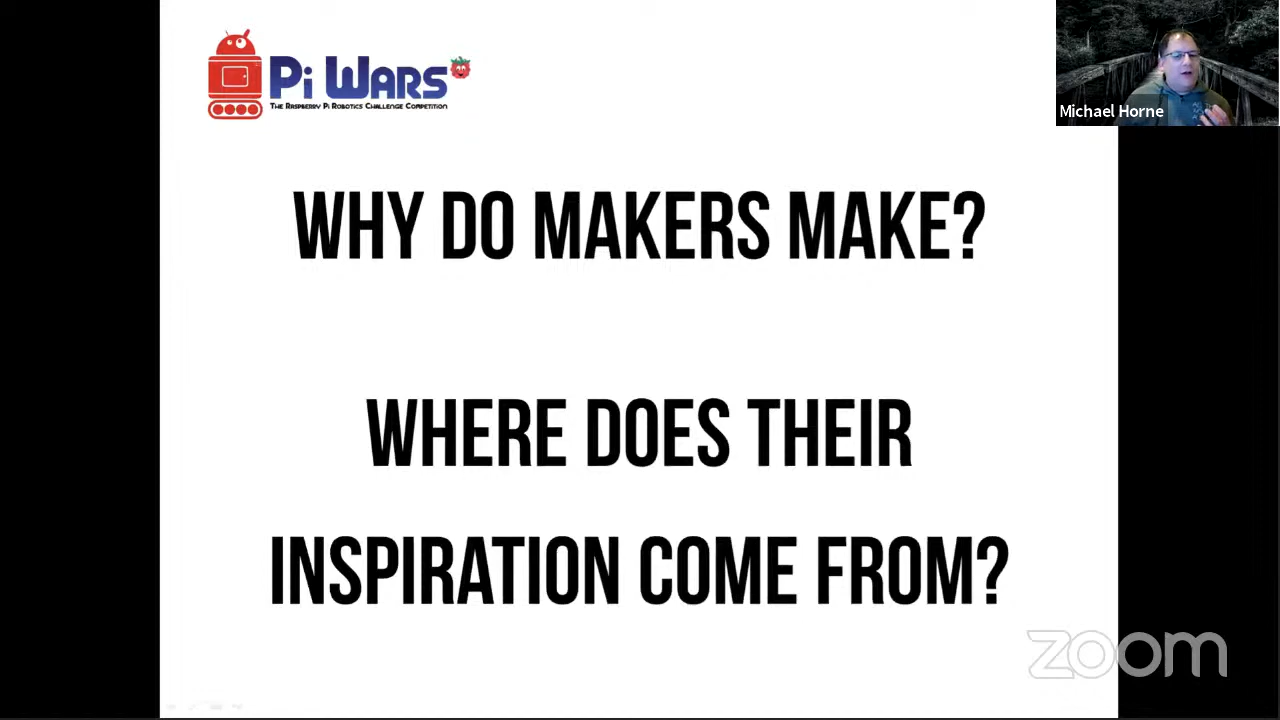 Pi Wars
The Raspberry Pi Robotics Challenge Competition
Michael Horne
WHY DO MAKERS MAKE?
WHERE DOES THEIR
INSPIRATION COME FROM?
zoom